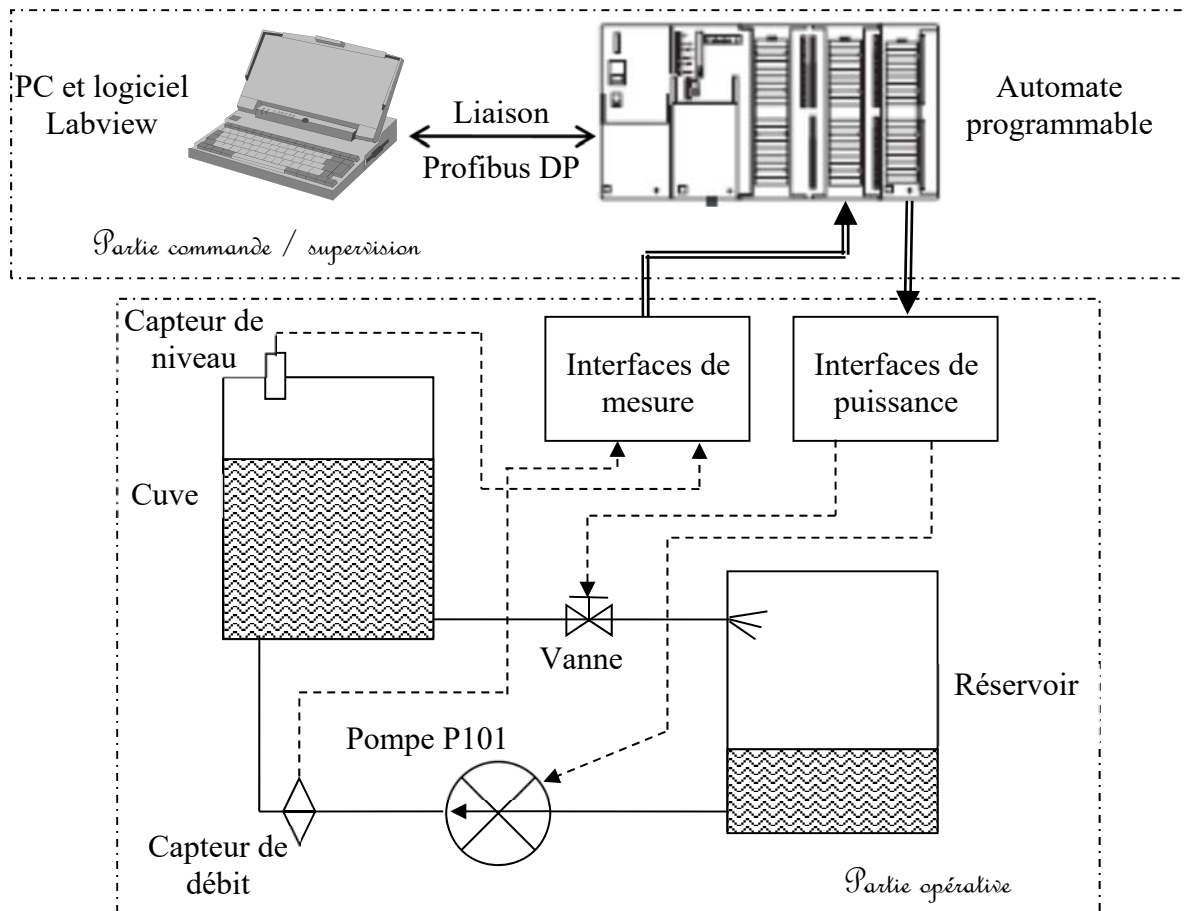 PC et logiciel
Labview
Liaison
Profibus DP
Automate
programmable
Partie commande / supervision
Capteur de
niveau
Interfaces de
mesure
Interfaces de
puissance
Cuve
Vanne
Réservoir
Pompe P101
Capteur de
débit
Partie opérative